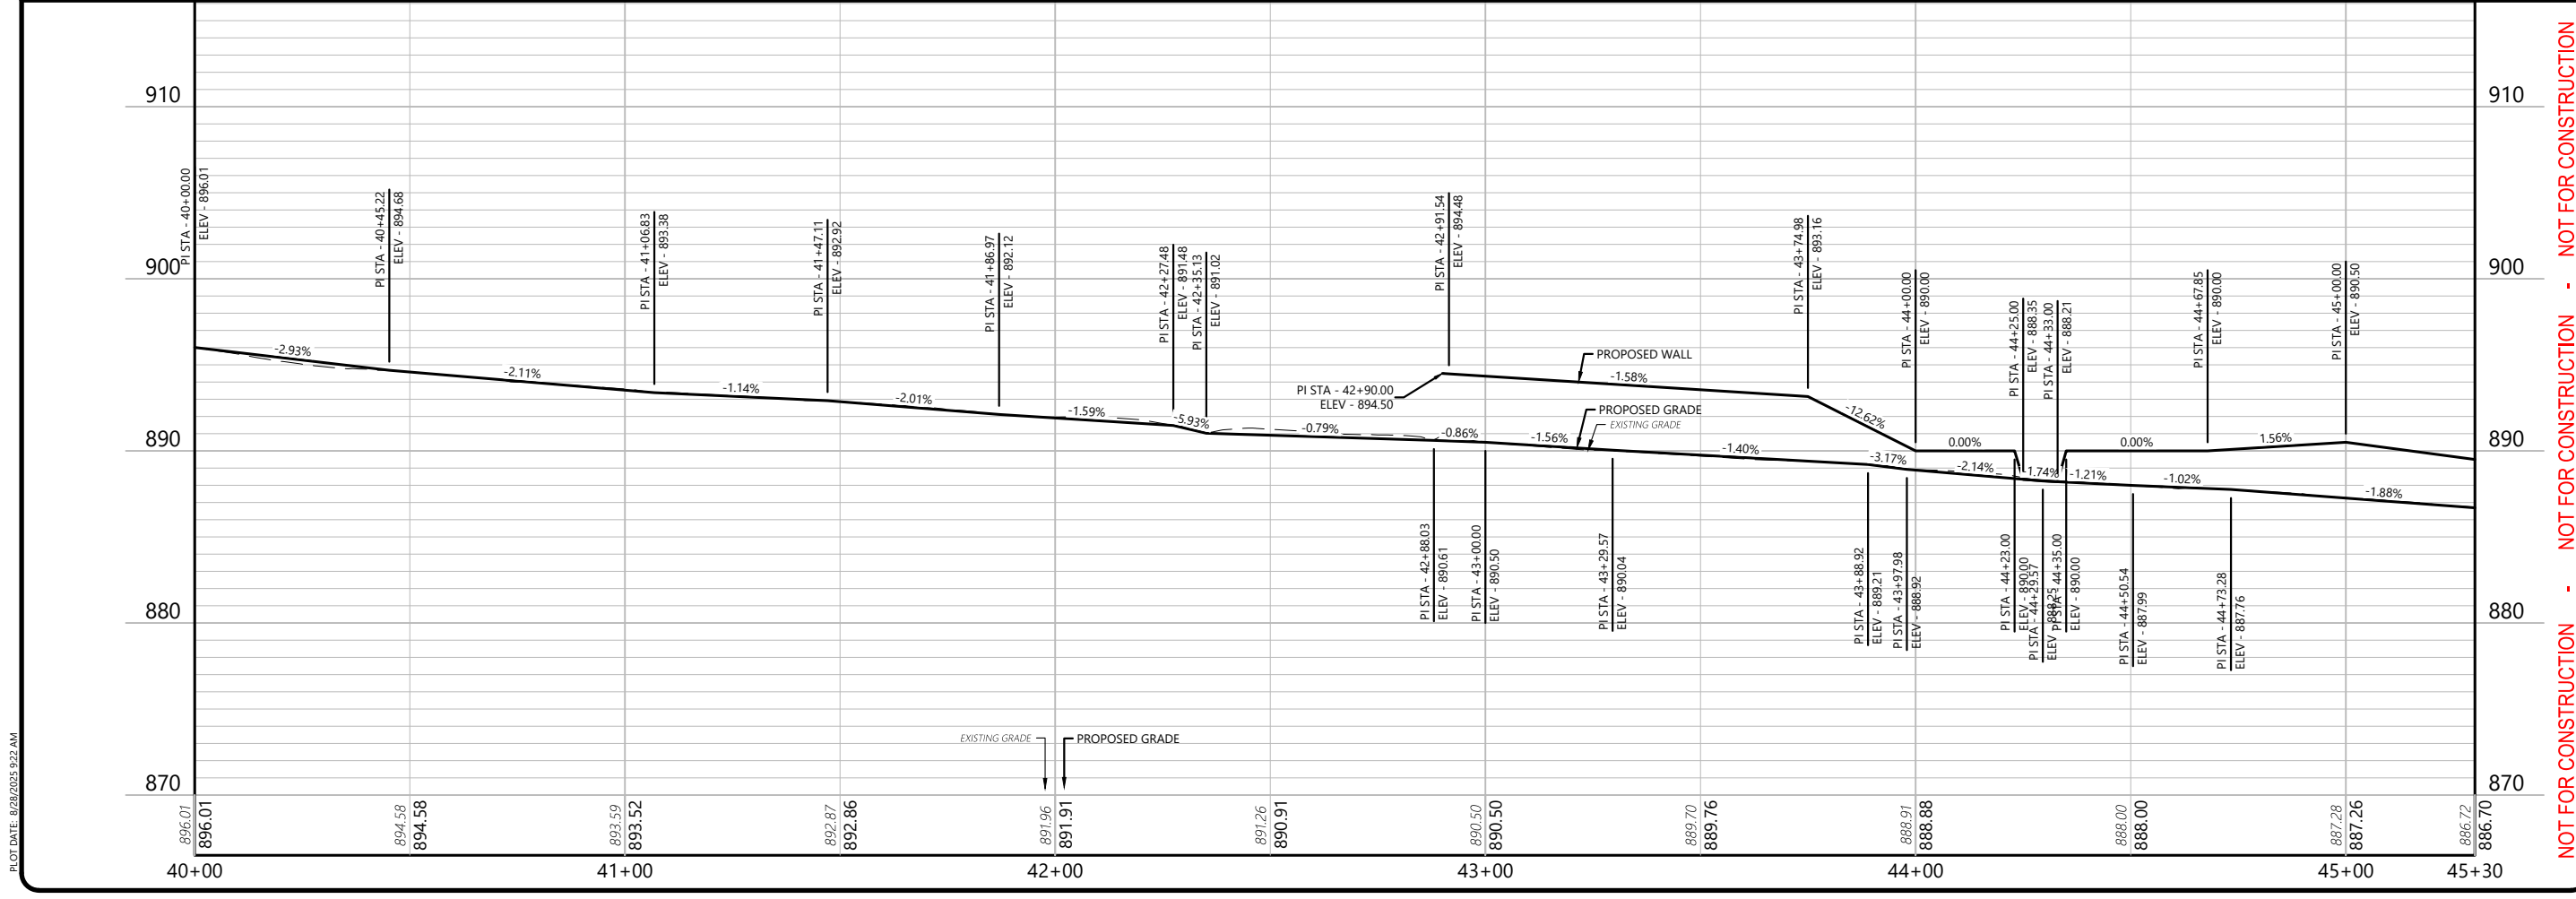 910
900
890
880
870
910
900
890
880
870
PI STA - 40+00.00
ELEV - 896.01
PI STA - 40+45.22
ELEV - 894.68
PI STA - 41+06.83
ELEV - 893.38
PI STA - 41+47.11
ELEV - 892.92
PI STA - 41+86.97
ELEV - 892.12
PI STA - 42+27.48
ELEV - 891.48
PI STA - 42+35.13
ELEV - 891.02
PI STA - 42+91.54
ELEV - 894.48
PI STA - 43+74.98
ELEV - 893.16
PI STA - 44+00.00
ELEV - 890.00
PI STA - 44+25.00
ELEV - 888.35
PI STA - 44+33.00
ELEV - 888.21
PI STA - 44+67.85
ELEV - 890.00
PI STA - 45+00.00
ELEV - 890.50
-2.93%
-2.11%
-1.14%
-2.01%
-1.59%
-5.93%
-0.79%
-0.86%
-1.56%
-1.40%
-3.17%
-2.14%
1.74%
-1.21%
-1.02%
-1.88%
PI STA - 42+90.00
ELEV - 894.50
PROPOSED WALL
-1.58%
-12.62%
0.00%
0.00%
1.56%
PROPOSED GRADE
EXISTING GRADE
PI STA - 42+88.03
ELEV - 890.61
PI STA - 43+00.00
ELEV - 890.50
PI STA - 43+29.57
ELEV - 890.04
PI STA - 43+88.92
ELEV - 889.21
PI STA - 43+97.98
ELEV - 888.92
PI STA - 44+23.00
ELEV - 890.00
PI STA - 44+29.57
ELEV - 888.25
PI STA - 44+35.00
ELEV - 890.00
PI STA - 44+50.54
ELEV - 887.99
PI STA - 44+73.28
ELEV - 887.76
EXISTING GRADE
PROPOSED GRADE
896.01
896.01
894.58
894.58
893.59
893.52
892.87
892.86
891.96
891.91
891.26
890.91
890.50
890.50
889.70
889.76
888.91
888.88
888.00
888.00
887.28
887.26
886.72
886.70
40+00
41+00
42+00
43+00
44+00
45+00
45+30
PLOT DATE: 8/28/2025 9:22 AM
NOT FOR CONSTRUCTION - NOT FOR CONSTRUCTION - NOT FOR CONSTRUCTION